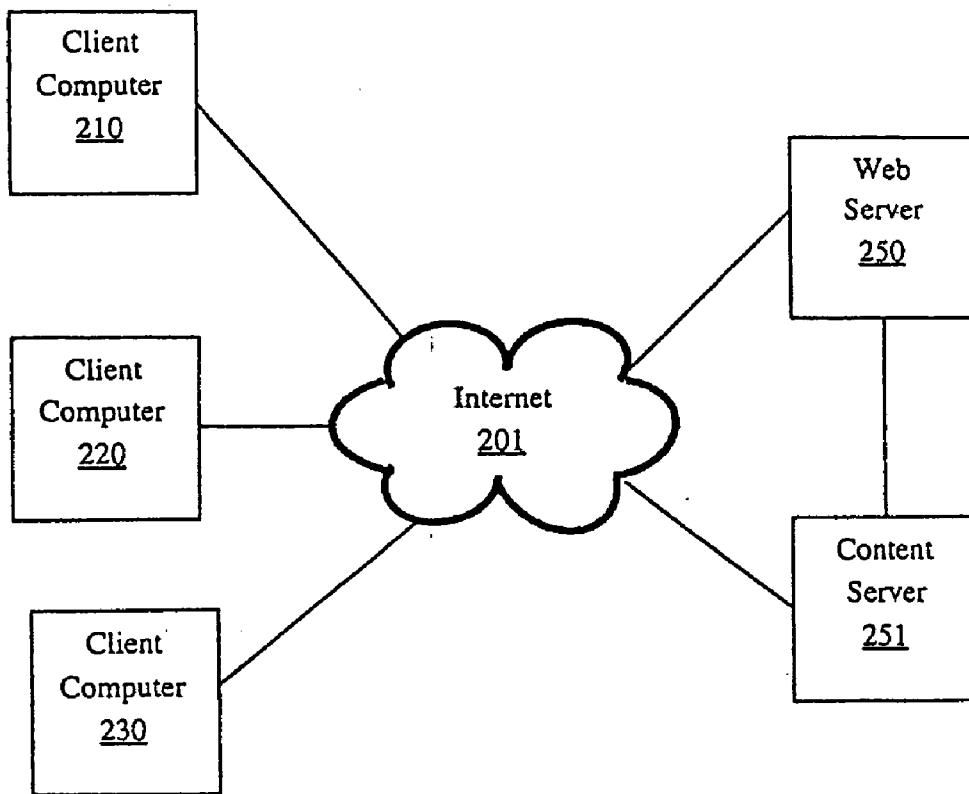 Client
Computer
210
Web
Server
250
Client
Computer
220
Internet
201
Content
Server
251
Client
Computer
230